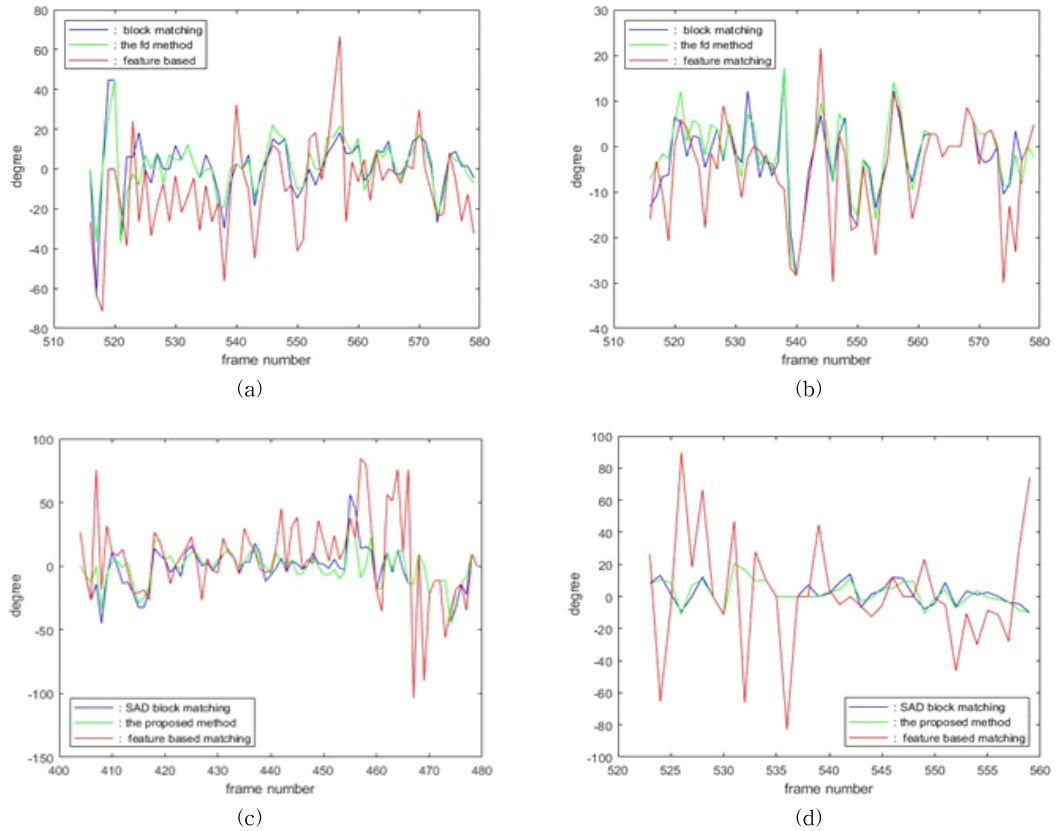 80
60
40
20
0
-20
-40
-60
-80
degree
: block matching
: the fd method
: feature based
510 520 530 540 550 560 570 580
frame number
(a)
30
20
10
0
-10
-20
-30
-40
degree
: block matching
: the fd method
: feature matching
510 520 530 540 550 560 570 580
frame number
(b)
100
50
0
-50
-100
-150
degree
: SAD block matching
: the proposed method
: feature based matching
400 410 420 430 440 450 460 470 480
frame number
(c)
100
80
60
40
20
0
-20
-40
-60
-80
-100
degree
: SAD block matching
: the proposed method
: feature based matching
520 525 530 535 540 545 550 555 560
frame number
(d)